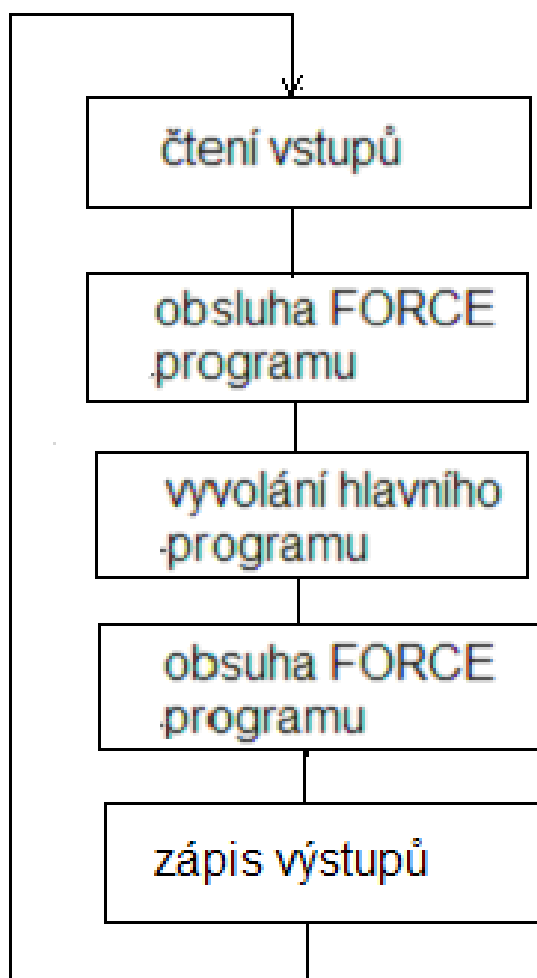 čtení vstupů
obsluha FORCE
programu
vyvolání hlavního
programu
obsuha FORCE
programu
zápis výstupů